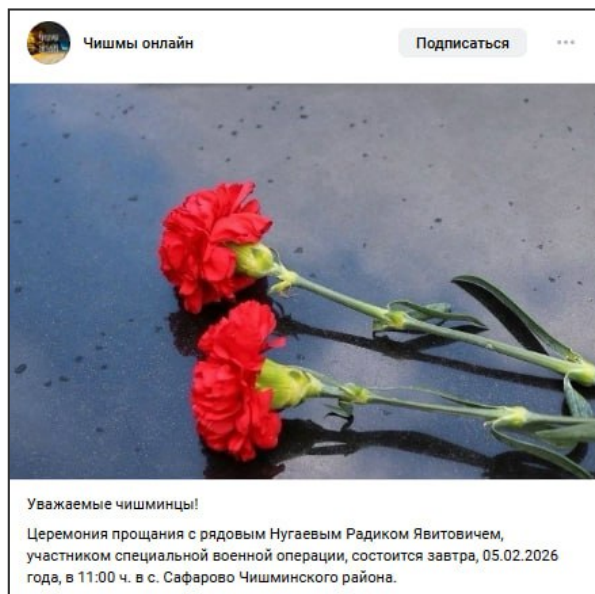 Чишмы онлайн
Подписаться
Уважаемые чишминцы!
Церемония прощания с рядовым Нугаевым Радиком Явитовичем,
участником специальной военной операции, состоится завтра, 05.02.2026
года, в 11:00 ч. в с. Сафарово Чишминского района.